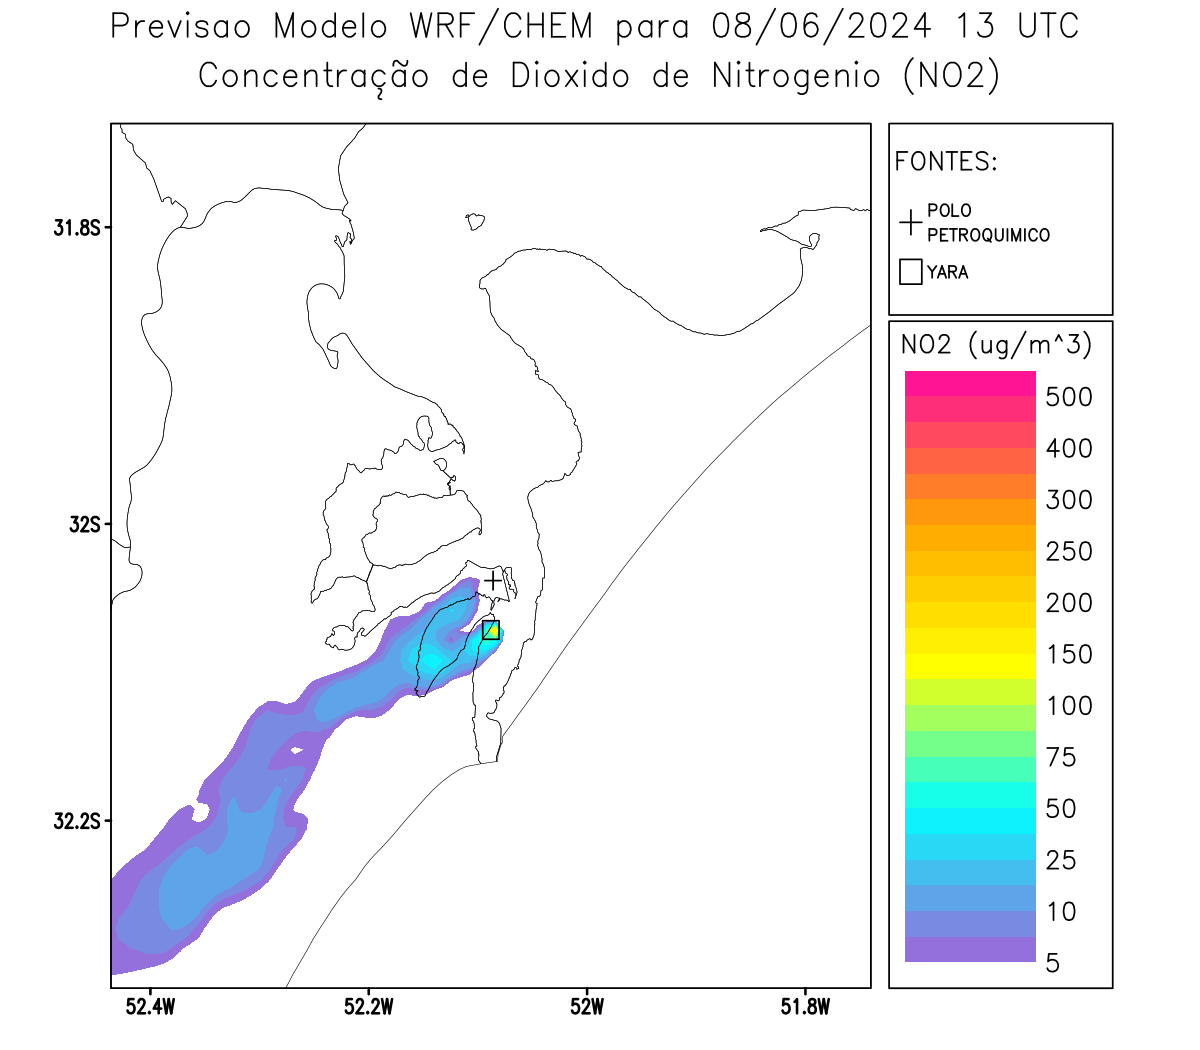 Previsao Modelo WRF/CHEM para 08/06/2024 13 UTC
Concentração de Dioxido de Nitrogenio (NO2)
FONTES:
POLO
PETROQUIMICO
YARA
31.8S
32S
32.2S
52.4W
52.2W
52W
51.8W
NO2 (ug/m^3)
500
400
300
250
200
150
100
75
50
25
10
5